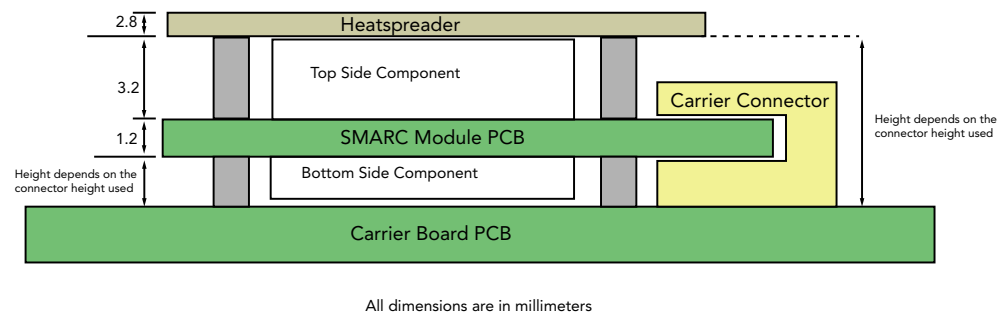 2.8
Heatspreader
Top Side Component
3.2
Carrier Connector
Height depends on the
connector height used
1.2
SMARC Module PCB
Height depends on the
connector height used
Bottom Side Component
Carrier Board PCB
All dimensions are in millimeters